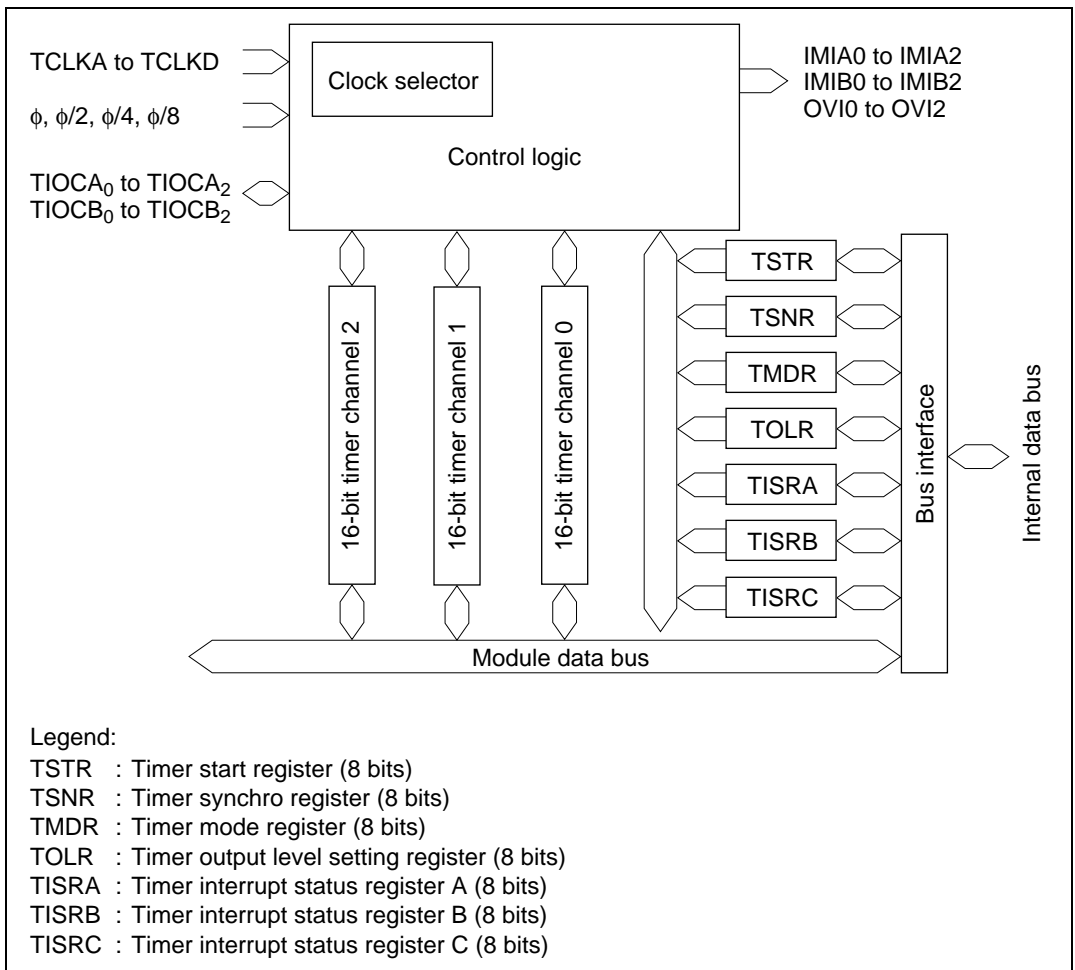 TCLKA to TCLKD
ϕ, ϕ/2, ϕ/4, ϕ/8
TIOCA₀ to TIOCA₂
TIOCB₀ to TIOCB₂
Clock selector
Control logic
IMIA0 to IMIA2
IMIB0 to IMIB2
OVI0 to OVI2
16-bit timer channel 2
16-bit timer channel 1
16-bit timer channel 0
TSTR
TSNR
TMDR
TOLR
TISRA
TISRB
TISRC
Bus interface
Internal data bus
Module data bus
Legend:
TSTR : Timer start register (8 bits)
TSNR : Timer synchro register (8 bits)
TMDR : Timer mode register (8 bits)
TOLR : Timer output level setting register (8 bits)
TISRA : Timer interrupt status register A (8 bits)
TISRB : Timer interrupt status register B (8 bits)
TISRC : Timer interrupt status register C (8 bits)